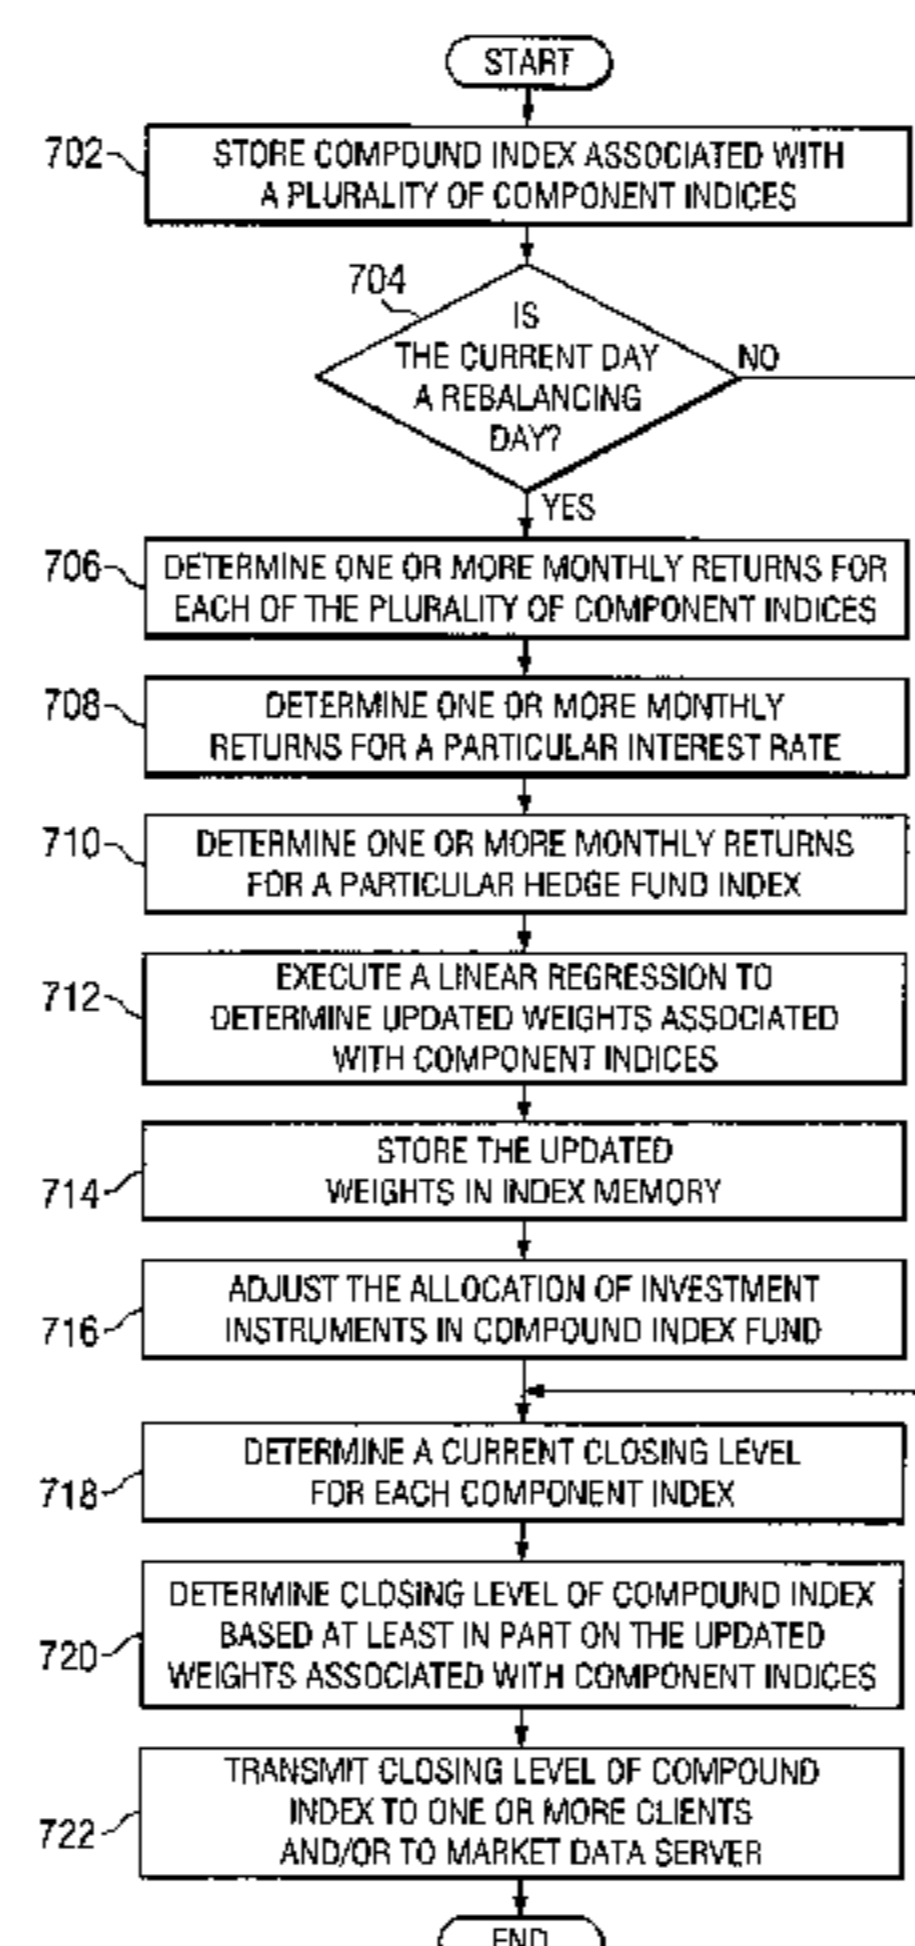 START
702
STORE COMPOUND INDEX ASSOCIATED WITH
A PLURALITY OF COMPONENT INDICES
704
IS
THE CURRENT DAY
A REBALANCING
DAY?
NO
YES
706
DETERMINE ONE OR MORE MONTHLY RETURNS FOR
EACH OF THE PLURALITY OF COMPONENT INDICES
708
DETERMINE ONE OR MORE MONTHLY
RETURNS FOR A PARTICULAR INTEREST RATE
710
DETERMINE ONE OR MORE MONTHLY RETURNS
FOR A PARTICULAR HEDGE FUND INDEX
712
EXECUTE A LINEAR REGRESSION TO
DETERMINE UPDATED WEIGHTS ASSOCIATED
WITH COMPONENT INDICES
714
STORE THE UPDATED
WEIGHTS IN INDEX MEMORY
716
ADJUST THE ALLOCATION OF INVESTMENT
INSTRUMENTS IN COMPOUND INDEX FUND
718
DETERMINE A CURRENT CLOSING LEVEL
FOR EACH COMPONENT INDEX
720
DETERMINE CLOSING LEVEL OF COMPOUND INDEX
BASED AT LEAST IN PART ON THE UPDATED
WEIGHTS ASSOCIATED WITH COMPONENT INDICES
722
TRANSMIT CLOSING LEVEL OF COMPOUND
INDEX TO ONE OR MORE CLIENTS
AND/OR TO MARKET DATA SERVER
END